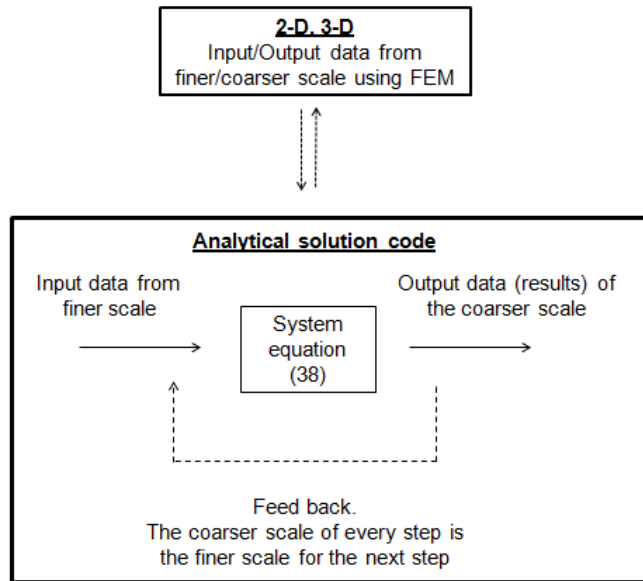 2-D, 3-D
Input/Output data from
finer/coarser scale using FEM
Analytical solution code
Input data from
finer scale
System
equation
(38)
Output data (results) of
the coarser scale
Feed back.
The coarser scale of every step is
the finer scale for the next step